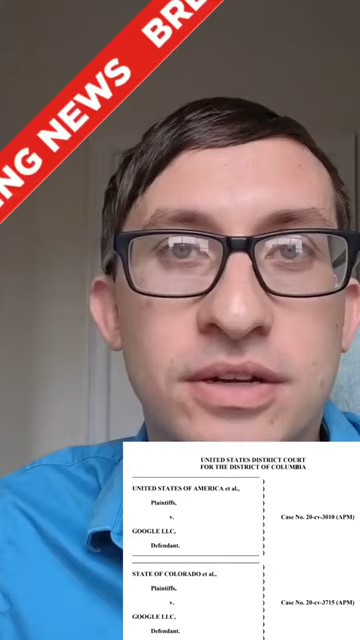 BREAKING NEWS
UNITED STATES DISTRICT COURT
FOR THE DISTRICT OF COLUMBIA
UNITED STATES OF AMERICA et al.,
Plaintiffs,
v.
Case No. 20-cv-3010 (APM)
GOOGLE LLC,
Defendant.
STATE OF COLORADO et al.,
Plaintiffs,
v.
Case No. 20-cv-3715 (APM)
GOOGLE LLC,
Defendant.